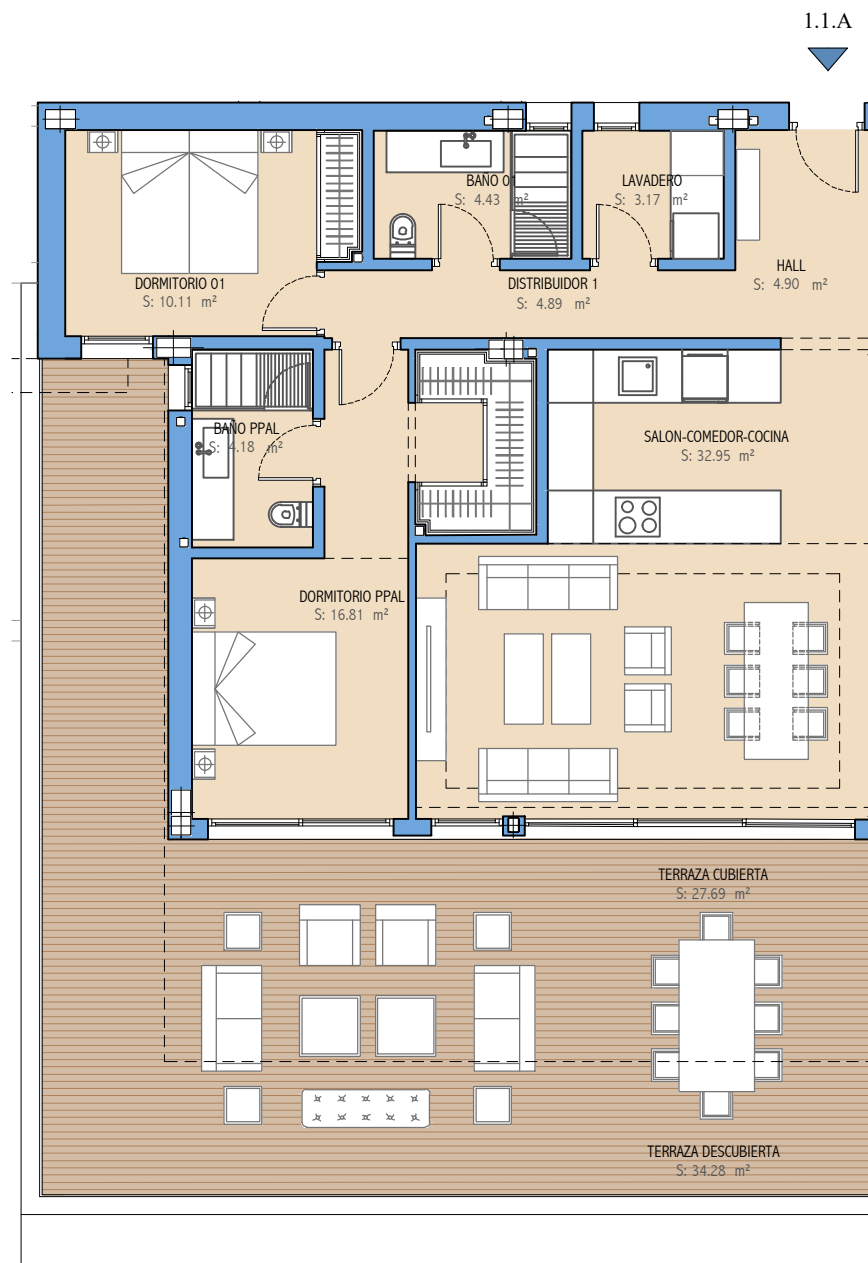 1.1.A
BAÑO 01
S: 4.43 m²
LAVADERO
S: 3.17 m²
HALL
S: 4.90 m²
DORMITORIO 01
S: 10.11 m²
DISTRIBUIDOR 1
S: 4.89 m²
BAÑO PPAL
S: 4.18 m²
SALON-COMEDOR-COCINA
S: 32.95 m²
DORMITORIO PPAL
S: 16.81 m²
TERRAZA CUBIERTA
S: 27.69 m²
TERRAZA DESCUBIERTA
S: 34.28 m²